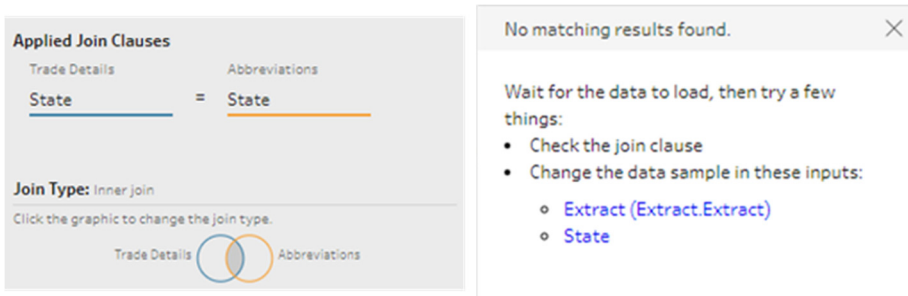 Applied Join Clauses
Trade Details Abbreviations
State = State
Join Type: Inner join
Click the graphic to change the join type.
Trade Details Abbreviations
No matching results found.
Wait for the data to load, then try a few
things:
• Check the join clause
• Change the data sample in these inputs:
Extract (Extract.Extract)
State